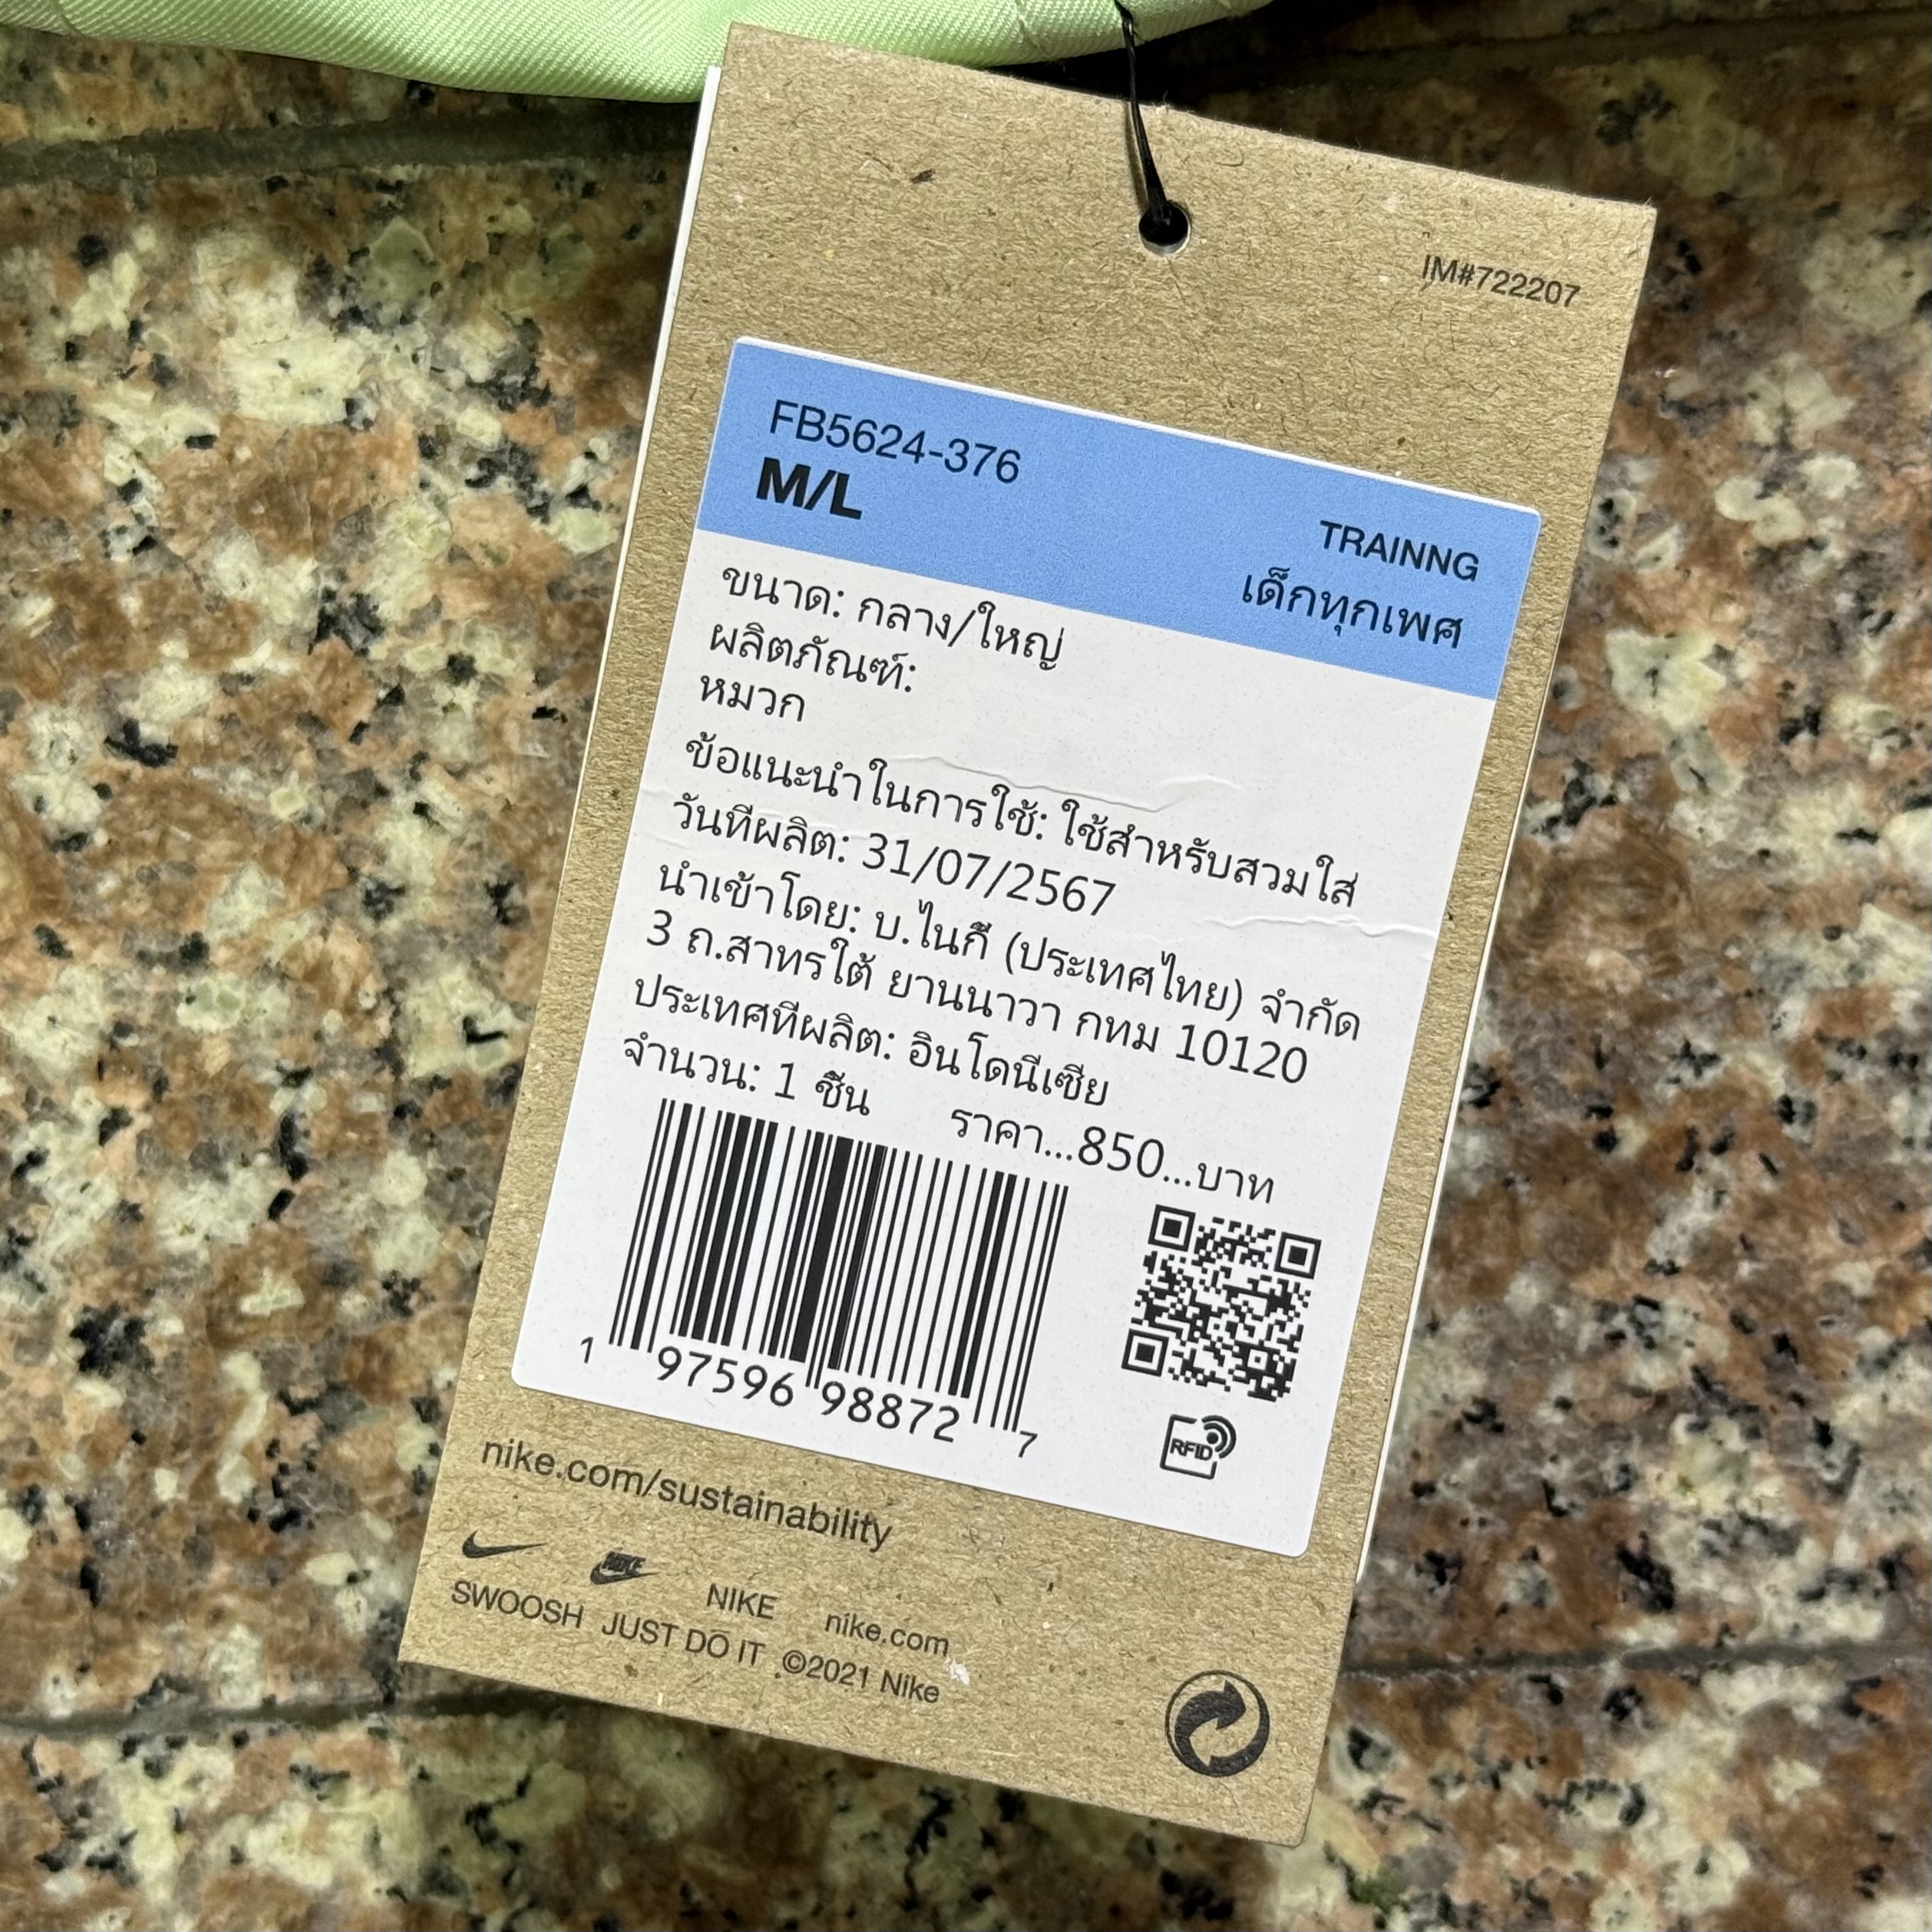 IM#722207
FB5624-376
M/L
TRAINNG
เด็กทุกเพศ
ขนาด: กลาง/ใหญ่
ผลิตภัณฑ์:
หมวก
ข้อแนะนำในการใช้: ใช้สำหรับสวมใส่
วันที่ผลิต: 31/07/2567
นำเข้าโดย: บ.ไนกี้ (ประเทศไทย) จำกัด
3 ถ.สาทรใต้ ยานนาวา กทม 10120
ประเทศที่ผลิต: อินโดนีเซีย
จำนวน: 1 ชิ้น ราคา...850...บาท
1 97596 98872 7
RFID
nike.com/sustainability
NIKE NIKE nike.com
SWOOSH JUST DO IT .©2021 Nike